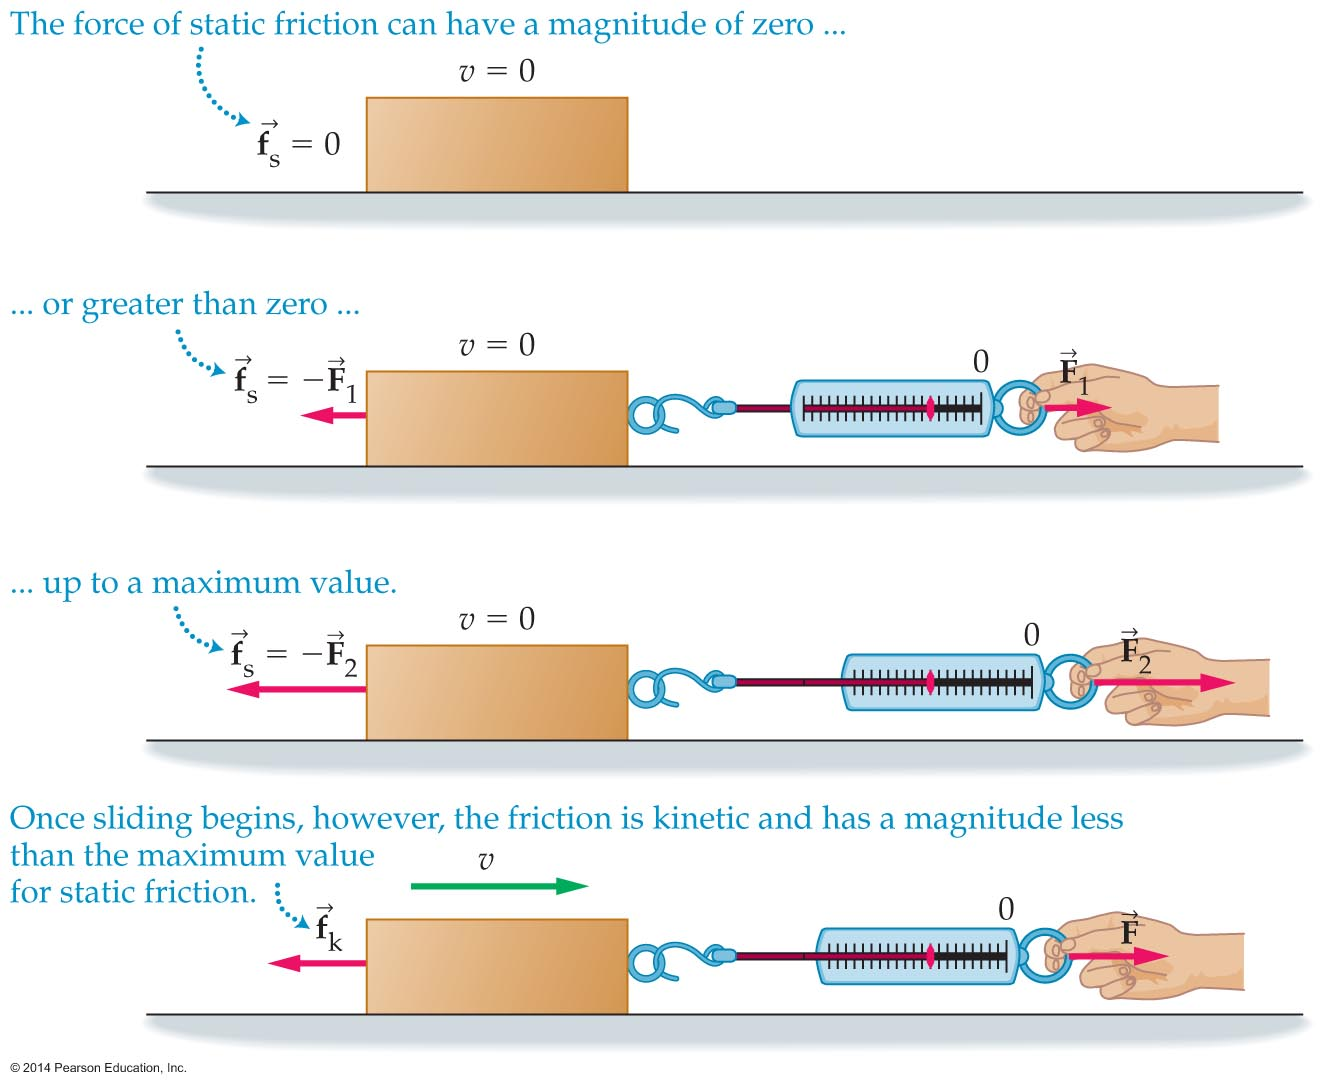 The force of static friction can have a magnitude of zero ...
v = 0
f⃗s = 0
... or greater than zero ...
v = 0
f⃗s = −F⃗1
0
F⃗1
... up to a maximum value.
v = 0
f⃗s = −F⃗2
0
F⃗2
Once sliding begins, however, the friction is kinetic and has a magnitude less
than the maximum value
v
for static friction.
f⃗k
0
F⃗
© 2014 Pearson Education, Inc.